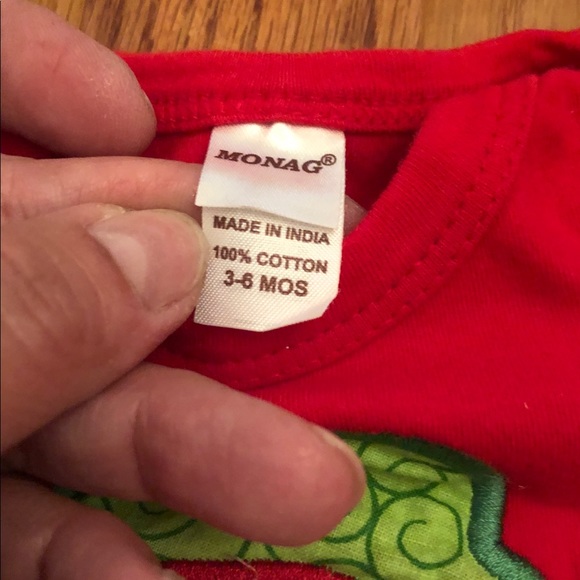 MONAG®
MADE IN INDIA
100% COTTON
3-6 MOS